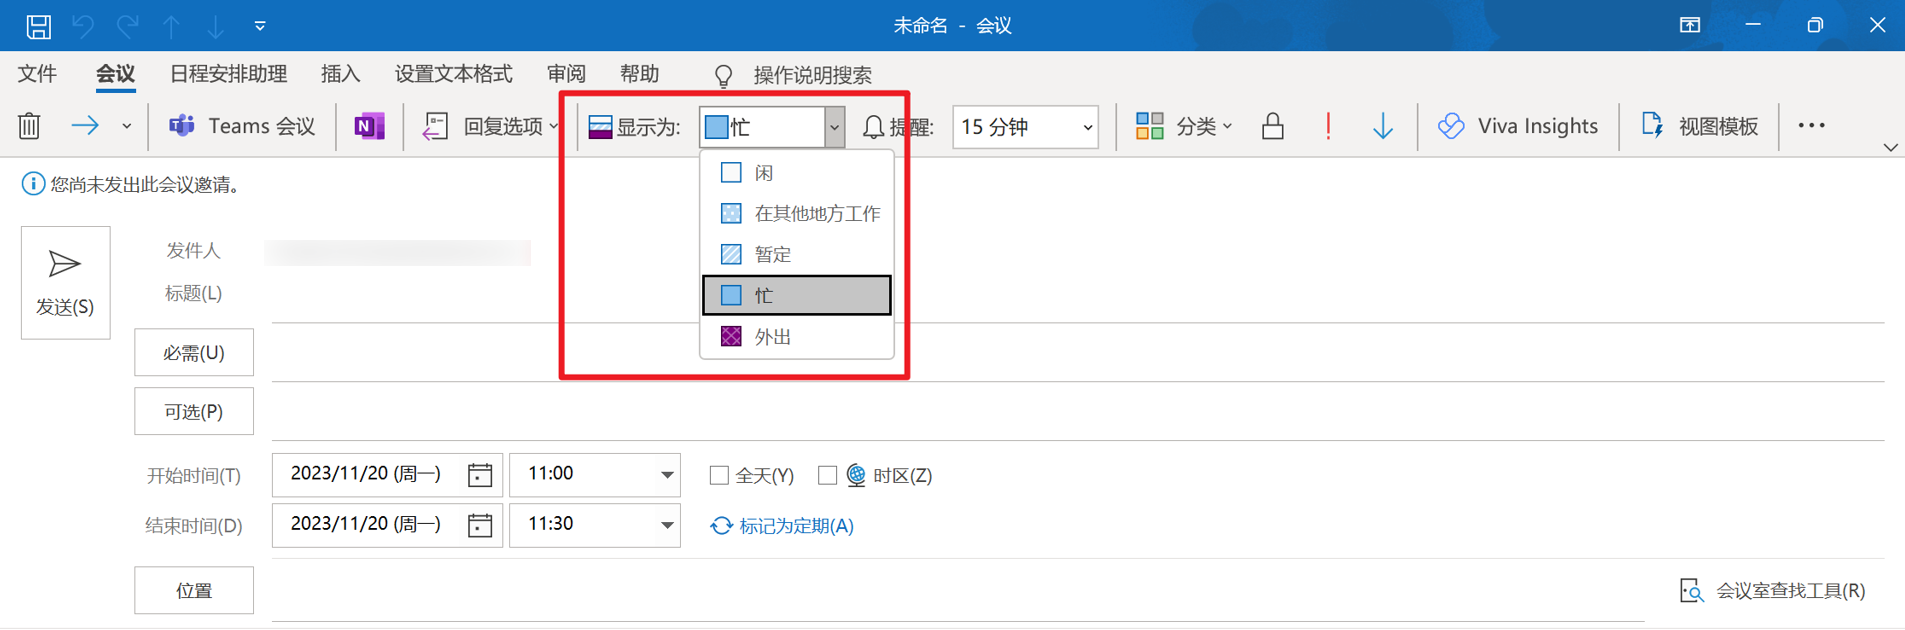 未命名 - 会议
文件 会议 日程安排助理 插入 设置文本格式 审阅 帮助 操作说明搜索
Teams 会议 N 回复选项 显示为: 忙 提醒: 15 分钟 分类 ! Viva Insights 视图模板 ...
闲
在其他地方工作
暂定
忙
外出
您尚未发出此会议邀请。
发送(S)
发件人
标题(L)
必需(U)
可选(P)
开始时间(T) 2023/11/20 (周一) 11:00 全天(Y) 时区(Z)
结束时间(D) 2023/11/20 (周一) 11:30 标记为定期(A)
位置 会议室查找工具(R)